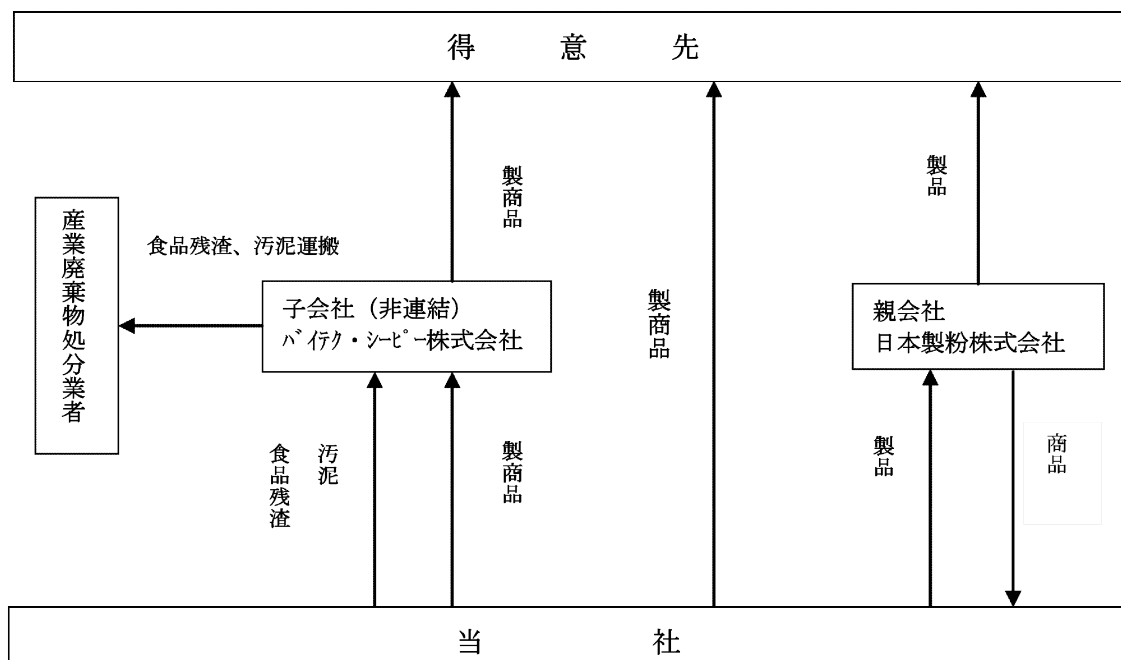 得意先
製商品
製品
産業廃棄物処分業者
食品残渣、汚泥運搬
子会社（非連結）
ﾊﾞｲﾃｸ・ｼｰﾋﾟｰ株式会社
製商品
親会社
日本製粉株式会社
汚泥
食品残渣
製商品
製品
商品
当社